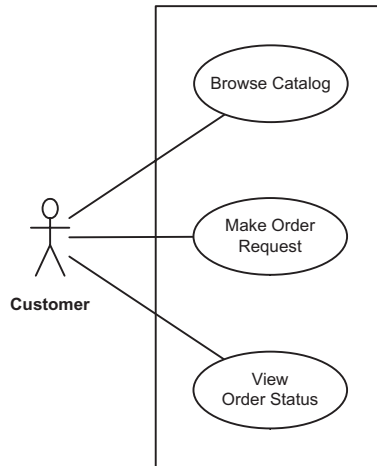 Browse Catalog
Make Order
Request
Customer
View
Order Status